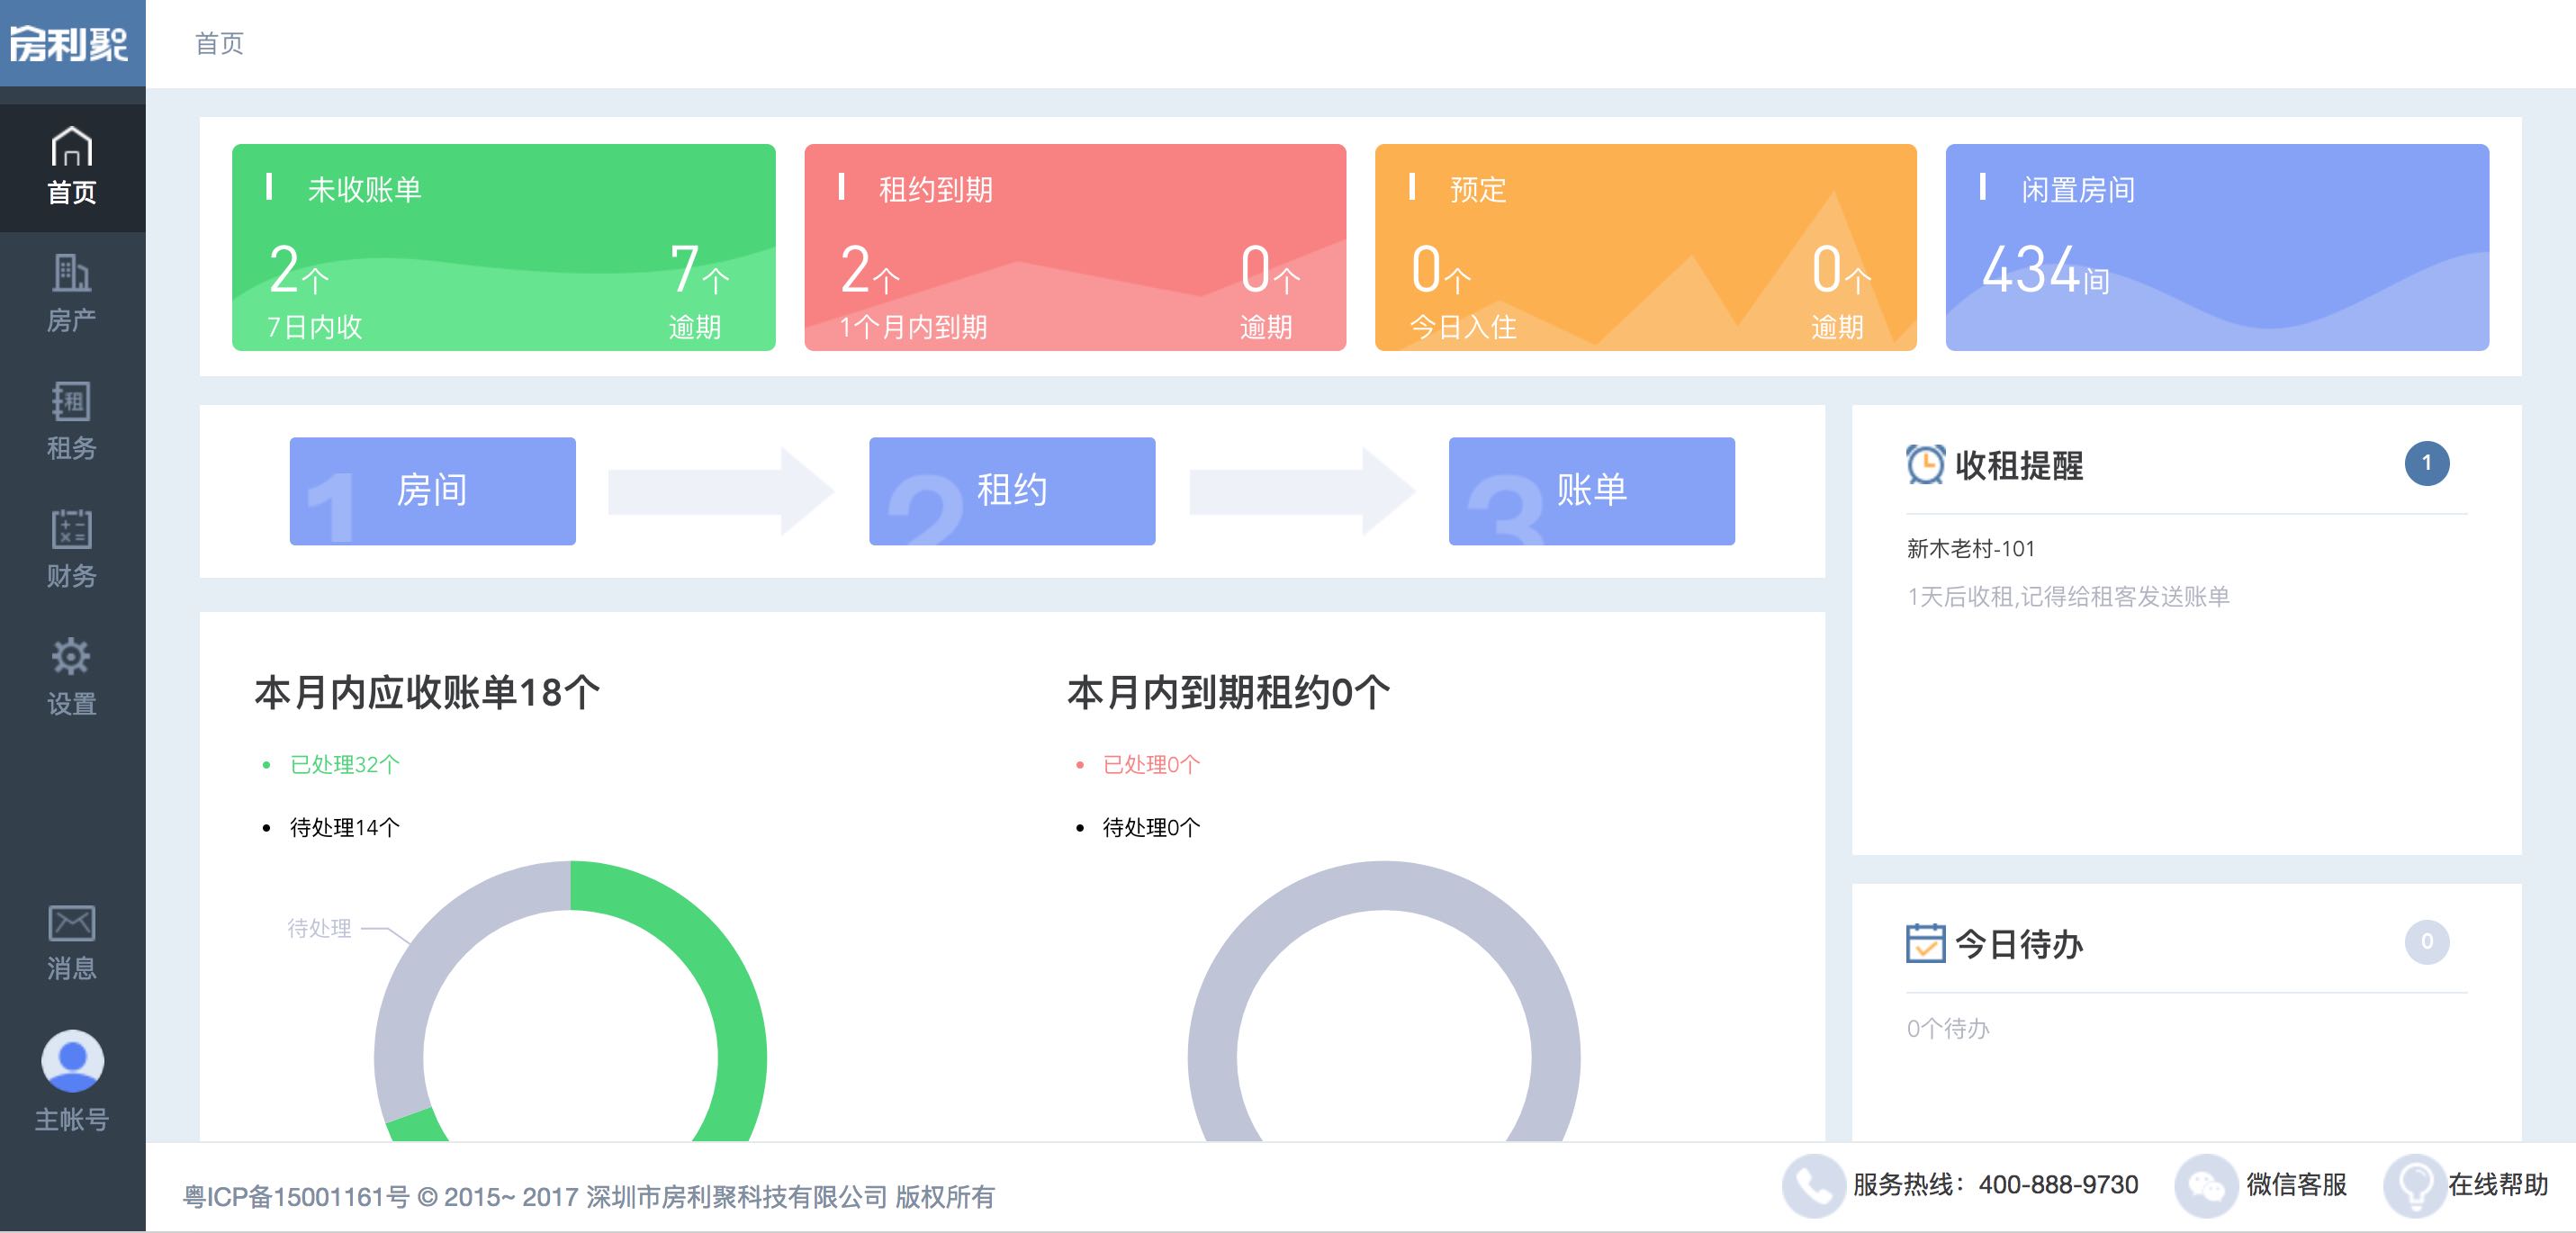 房利聚
首页
首页
房产
租
租务
财务
设置
消息
主帐号
未收账单
2个
7日内收
7个
逾期
租约到期
2个
1个月内到期
0个
逾期
预定
0个
今日入住
0个
逾期
闲置房间
434间
1 房间
2 租约
3 账单
本月内应收账单18个
已处理32个
待处理14个
待处理
本月内到期租约0个
已处理0个
待处理0个
收租提醒 1
新木老村-101
1天后收租,记得给租客发送账单
今日待办 0
0个待办
粤ICP备15001161号 © 2015~ 2017 深圳市房利聚科技有限公司 版权所有
服务热线：400-888-9730
微信客服
在线帮助